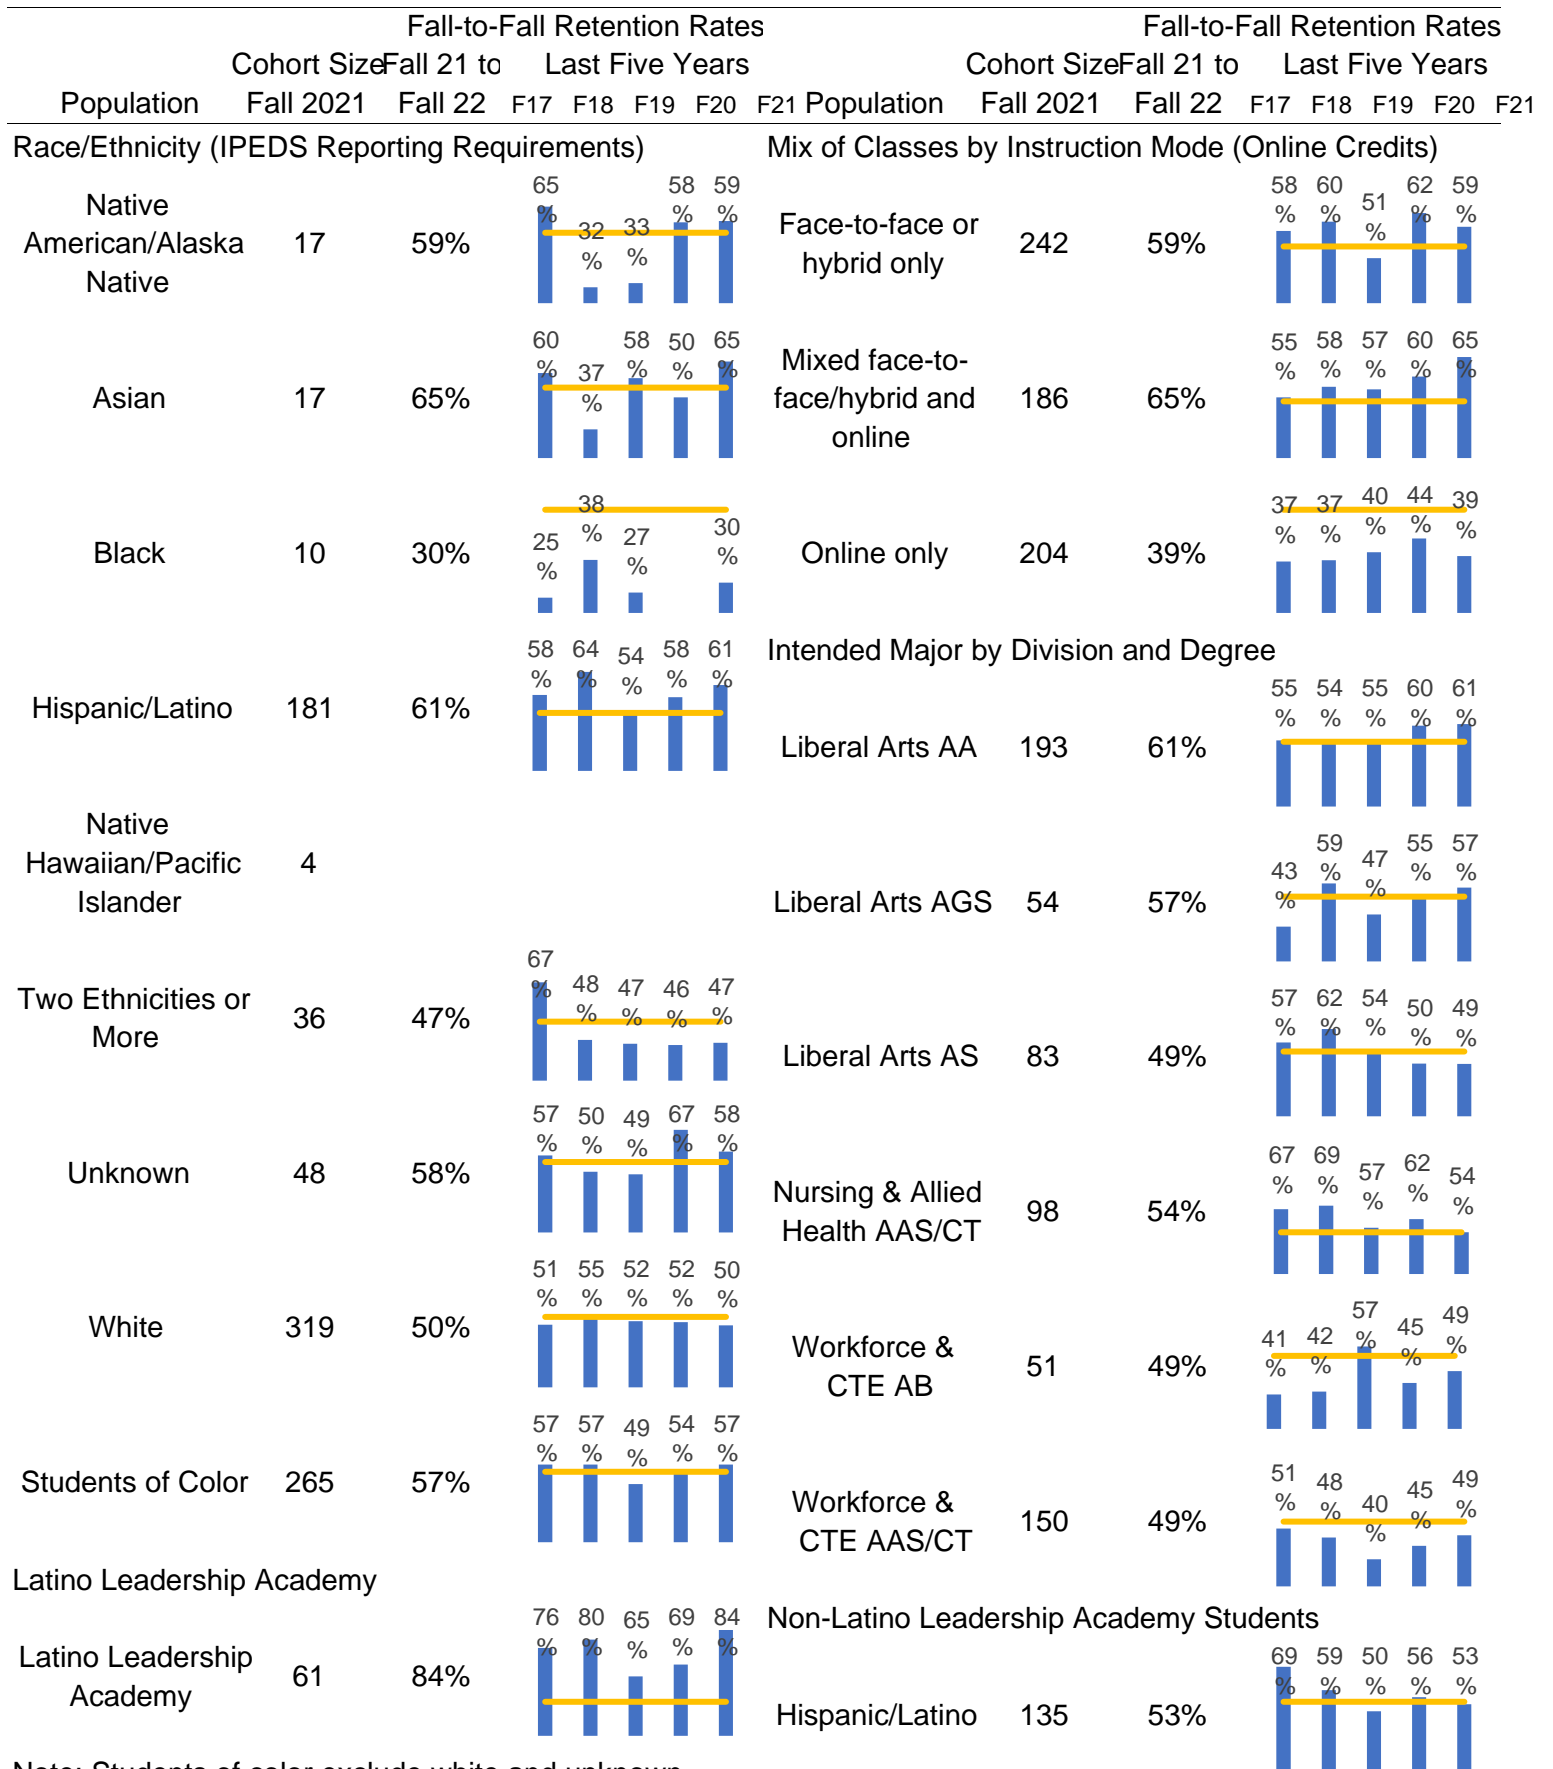 Fall-to-Fall Retention Rates
Cohort Size Fall 21 to Last Five Years
Population Fall 2021 Fall 22 F17 F18 F19 F20 F21
Race/Ethnicity (IPEDS Reporting Requirements)
Native American/Alaska Native 17 59% 65% 32% 33% 58% 59%
Asian 17 65% 60% 37% 58% 50% 65%
Black 10 30% 25% 38% 27% 30%
Hispanic/Latino 181 61% 58% 64% 54% 58% 61%
Native Hawaiian/Pacific Islander 4
Two Ethnicities or More 36 47% 67% 48% 47% 46% 47%
Unknown 48 58% 57% 50% 49% 67% 58%
White 319 50% 51% 55% 52% 52% 50%
Students of Color 265 57% 57% 57% 49% 54% 57%
Latino Leadership Academy
Latino Leadership Academy 61 84% 76% 80% 65% 69% 84%
Note: Students of color exclude white and unknown
Fall-to-Fall Retention Rates
Cohort Size Fall 21 to Last Five Years
Population Fall 2021 Fall 22 F17 F18 F19 F20 F21
Mix of Classes by Instruction Mode (Online Credits)
Face-to-face or hybrid only 242 59% 58% 60% 51% 62% 59%
Mixed face-to-face/hybrid and online 186 65% 55% 58% 57% 60% 65%
Online only 204 39% 37% 37% 40% 44% 39%
Intended Major by Division and Degree
Liberal Arts AA 193 61% 55% 54% 55% 60% 61%
Liberal Arts AGS 54 57% 43% 59% 47% 55% 57%
Liberal Arts AS 83 49% 57% 62% 54% 50% 49%
Nursing & Allied Health AAS/CT 98 54% 67% 69% 57% 62% 54%
Workforce & CTE AB 51 49% 41% 42% 57% 45% 49%
Workforce & CTE AAS/CT 150 49% 51% 48% 40% 45% 49%
Non-Latino Leadership Academy Students
Hispanic/Latino 135 53% 69% 59% 50% 56% 53%